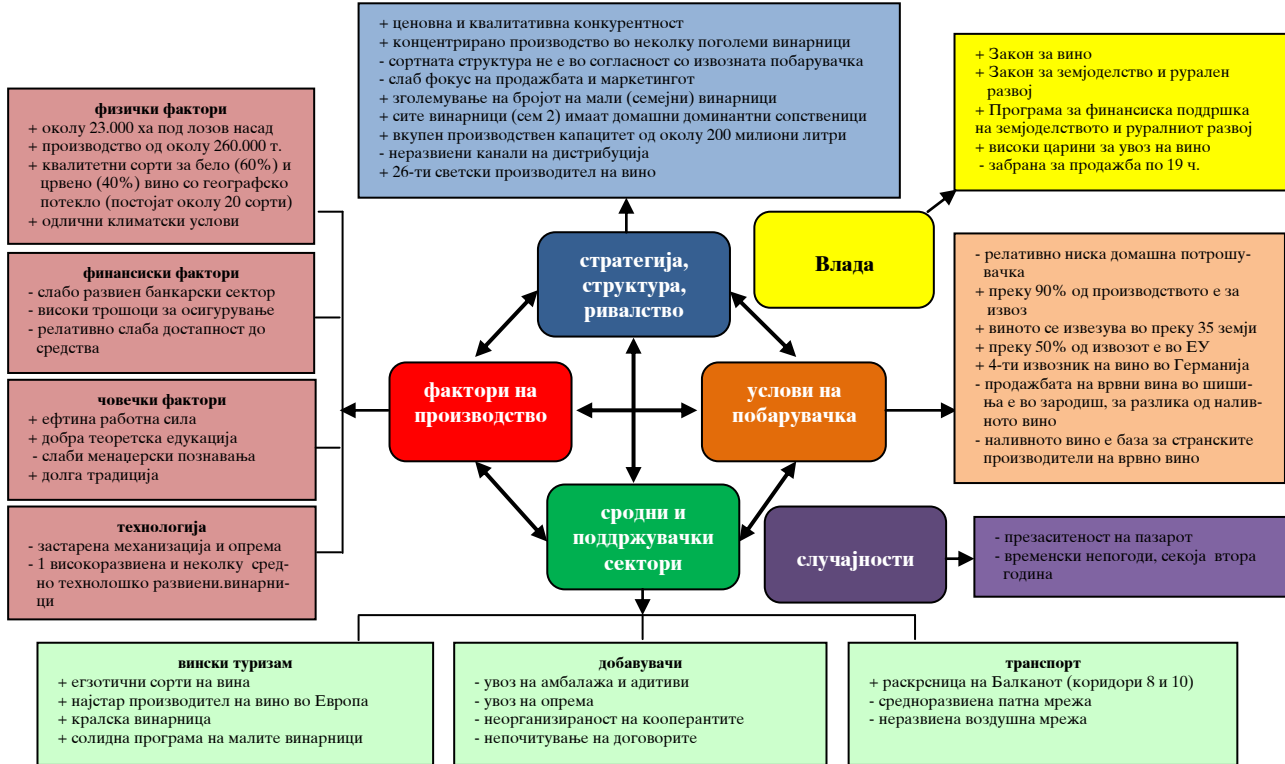 + ценовна и квалитативна конкурентност
+ концентрирано производство во неколку поголеми винарници
- сортната структура не е во согласност со извозната побарувачка
- слаб фокус на продажбата и маркетингот
+ зголемување на бројот на мали (семејни) винарници
+ сите винарници (сем 2) имаат домашни доминантни сопственици
+ вкупен производствен капацитет од околу 200 милиони литри
- неразвиени канали на дистрибуција
+ 26-ти светски производител на вино
+ Закон за вино
+ Закон за земјоделство и рурален
развој
+ Програма за финансиска поддршка
на земјоделството и руралниот развој
+ високи царини за увоз на вино
- забрана за продажба по 19 ч.
физички фактори
+ околу 23.000 ха под лозов насад
+ производство од околу 260.000 т.
+ квалитетни сорти за бело (60%) и
црвено (40%) вино со географско
потекло (постојат околу 20 сорти)
+ одлични климатски услови
финансиски фактори
- слабо развиен банкарски сектор
- високи трошоци за осигурување
- релативно слаба достапност до
средства
човечки фактори
+ ефтина работна сила
+ добра теоретска едукација
- слаби менаџерски познавања
+ долга традиција
технологија
- застарена механизација и опрема
- 1 високоразвиена и неколку сред-
но технолошко развиени.винарни-
ци
стратегија,
структура,
ривалство
Влада
фактори на
производство
услови на
побарувачка
- релативно ниска домашна потрошу-
вачка
+ преку 90% од производството е за
извоз
+ виното се извезува во преку 35 земји
+ преку 50% од извозот е во ЕУ
+ 4-ти извозник на вино во Германија
- продажбата на врвни вина во шиши-
ња е во зародиш, за разлика од налив-
ното вино
- наливното вино е база за странските
производители на врвно вино
сродни и
поддржувачки
сектори
случајности
- презаситеност на пазарот
- временски непогоди, секоја втора
година
вински туризам
+ егзотични сорти на вина
+ најстар производител на вино во Европа
+ кралска винарница
+ солидна програма на малите винарници
добавувачи
- увоз на амбалажа и адитиви
- увоз на опрема
- неорганизираност на кооперантите
- непочитување на договорите
транспорт
+ раскрсница на Балканот (коридори 8 и 10)
- средноразвиена патна мрежа
- неразвиена воздушна мрежа